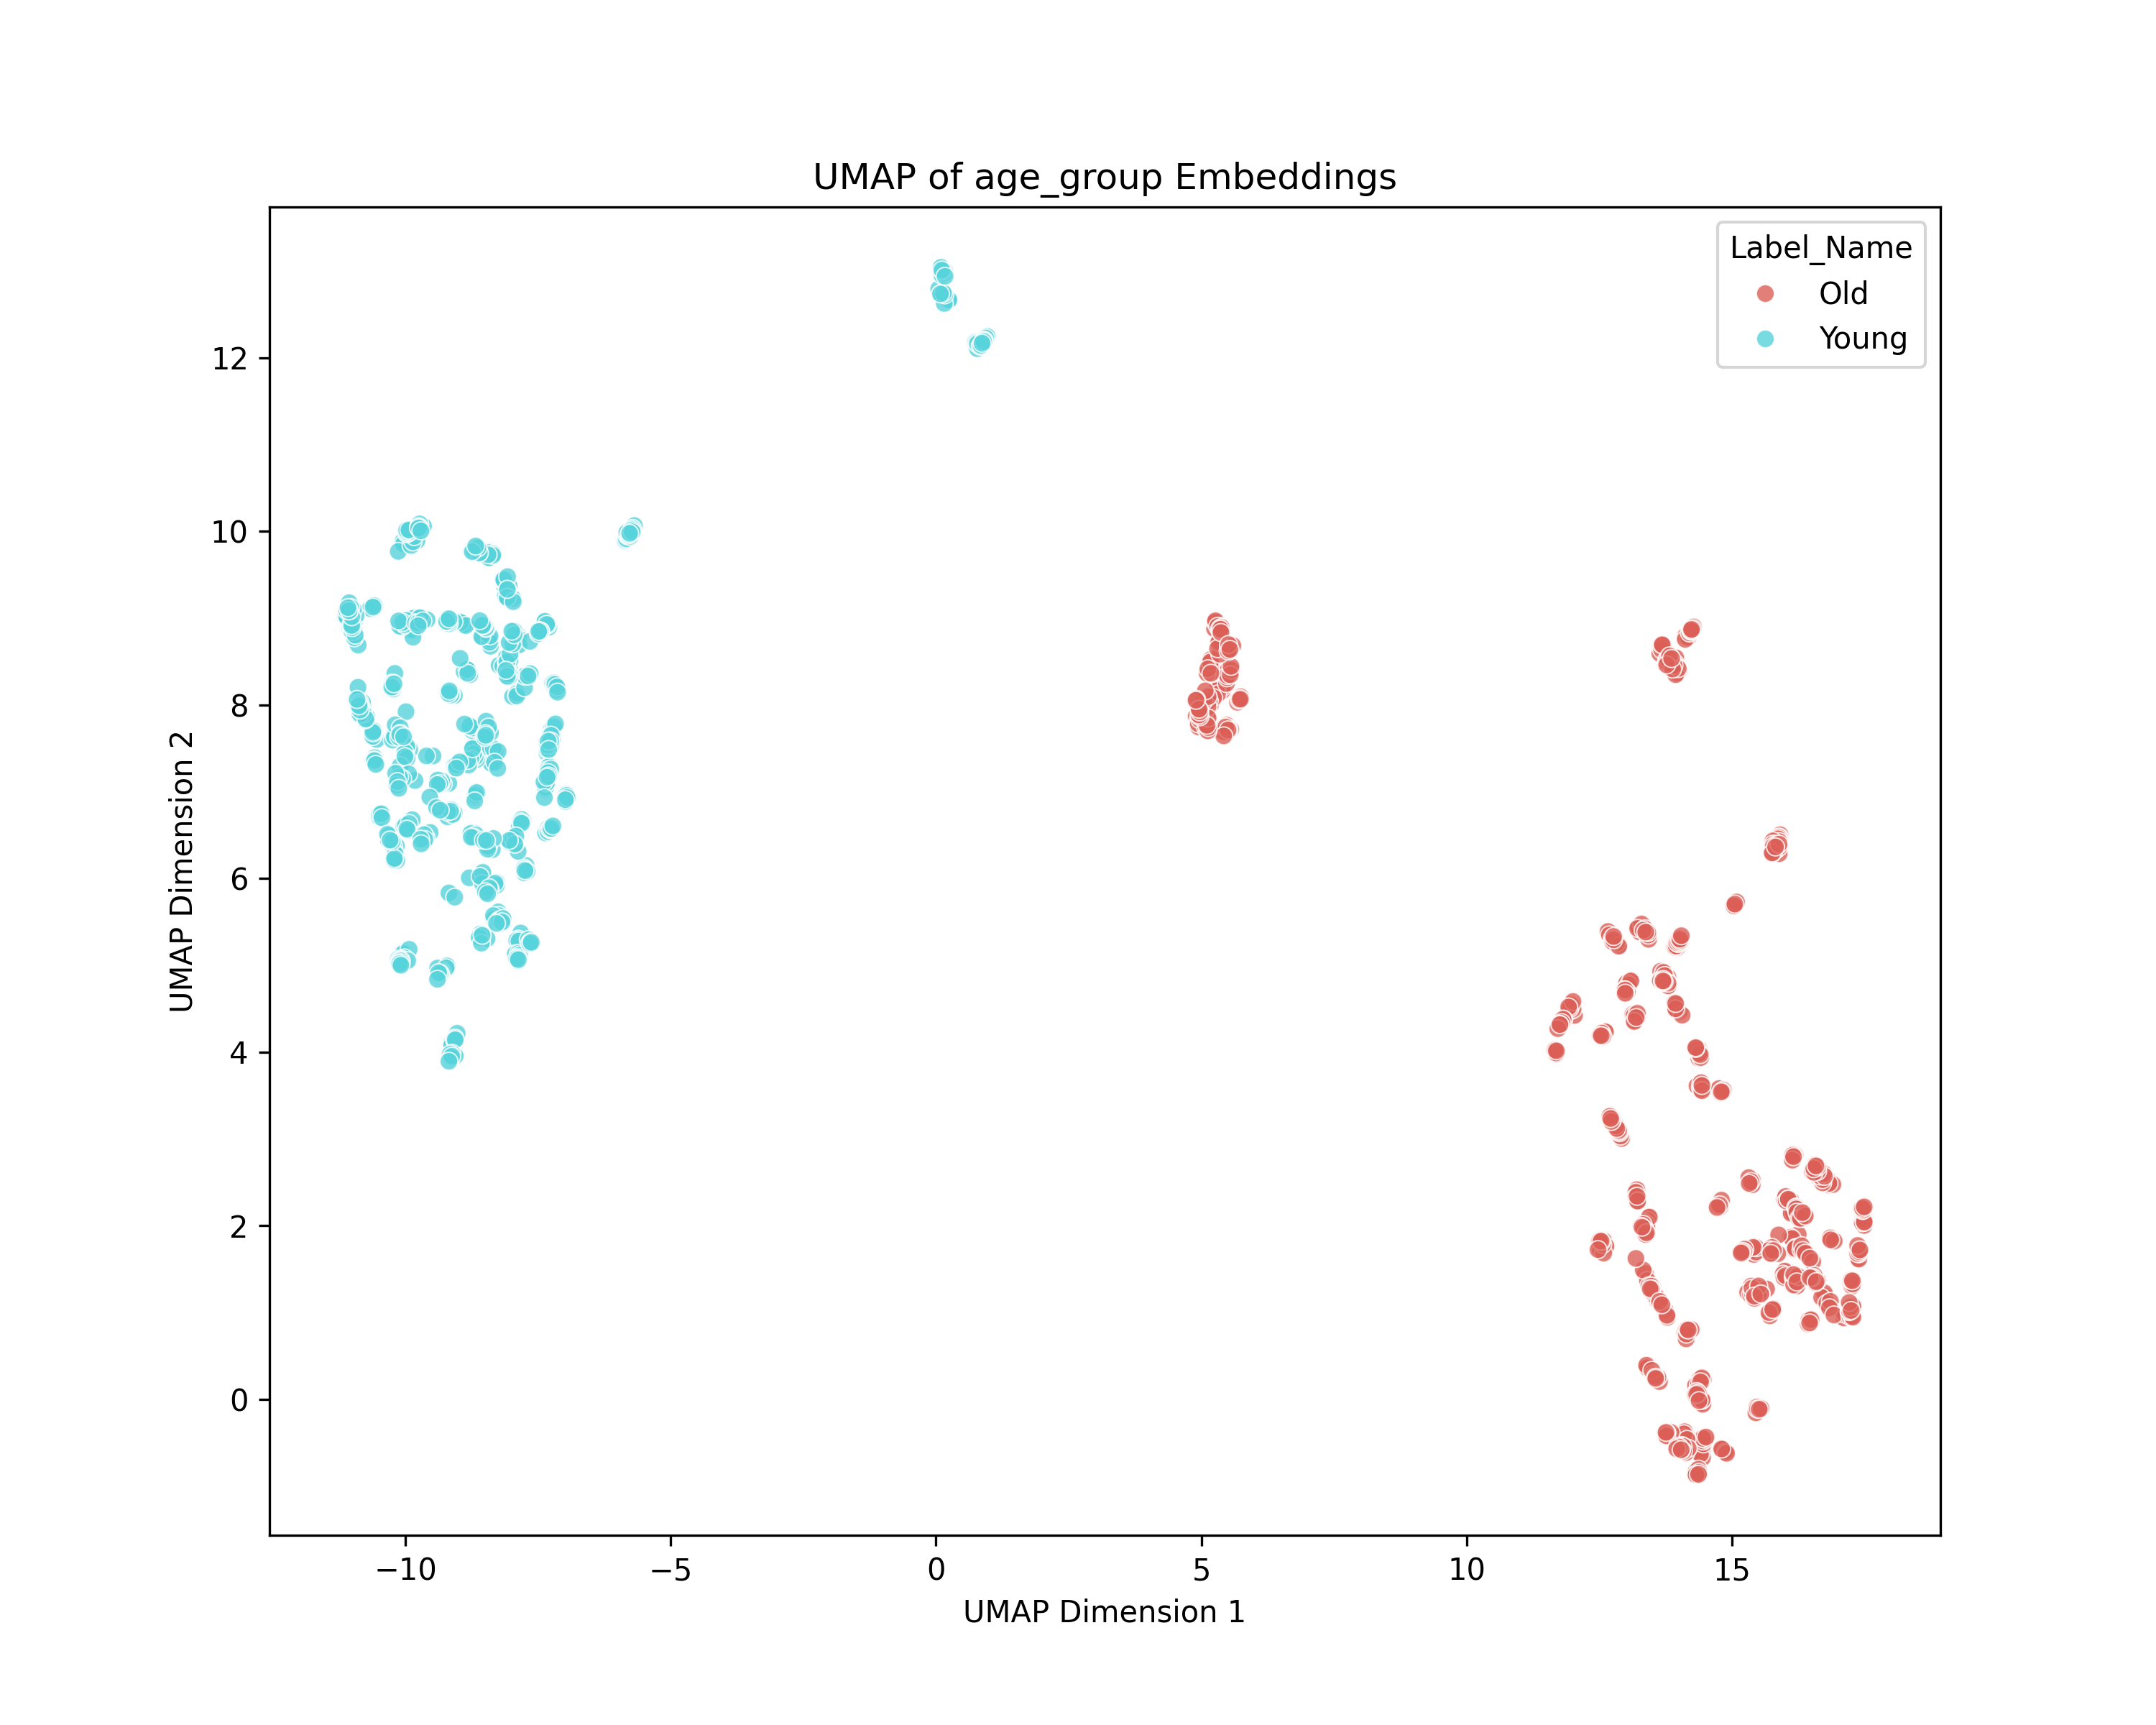 UMAP of age_group Embeddings
Label_Name
Old
Young
12
10
8
6
4
2
0
UMAP Dimension 2
−10
−5
0
5
10
15
UMAP Dimension 1